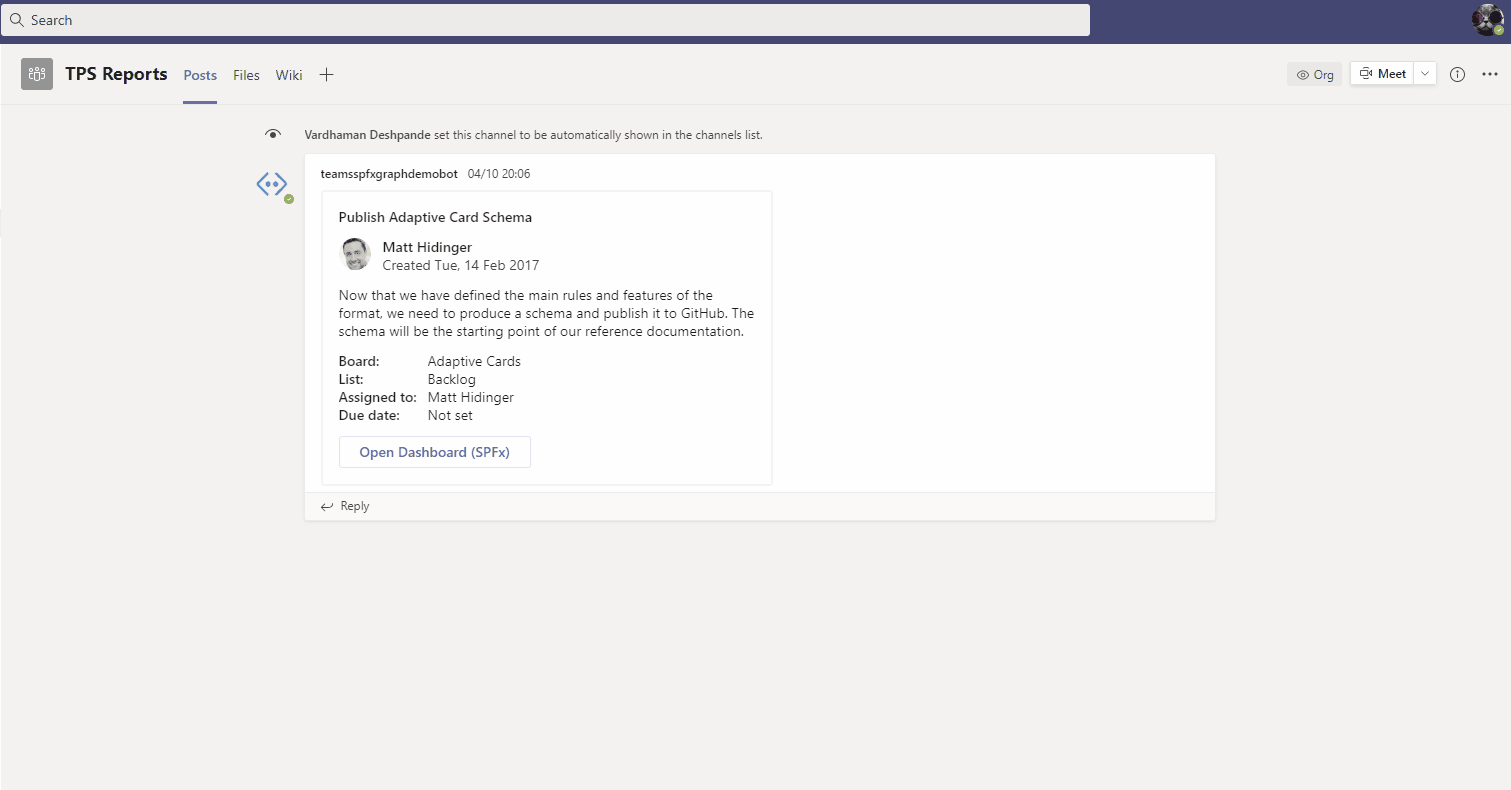 Search
TPS Reports Posts Files Wiki
Org Meet
Vardhaman Deshpande set this channel to be automatically shown in the channels list.
teamsspfxgraphdemobot 04/10 20:06
Publish Adaptive Card Schema
Matt Hidinger
Created Tue, 14 Feb 2017
Now that we have defined the main rules and features of the
format, we need to produce a schema and publish it to GitHub. The
schema will be the starting point of our reference documentation.
Board: Adaptive Cards
List: Backlog
Assigned to: Matt Hidinger
Due date: Not set
Open Dashboard (SPFx)
Reply